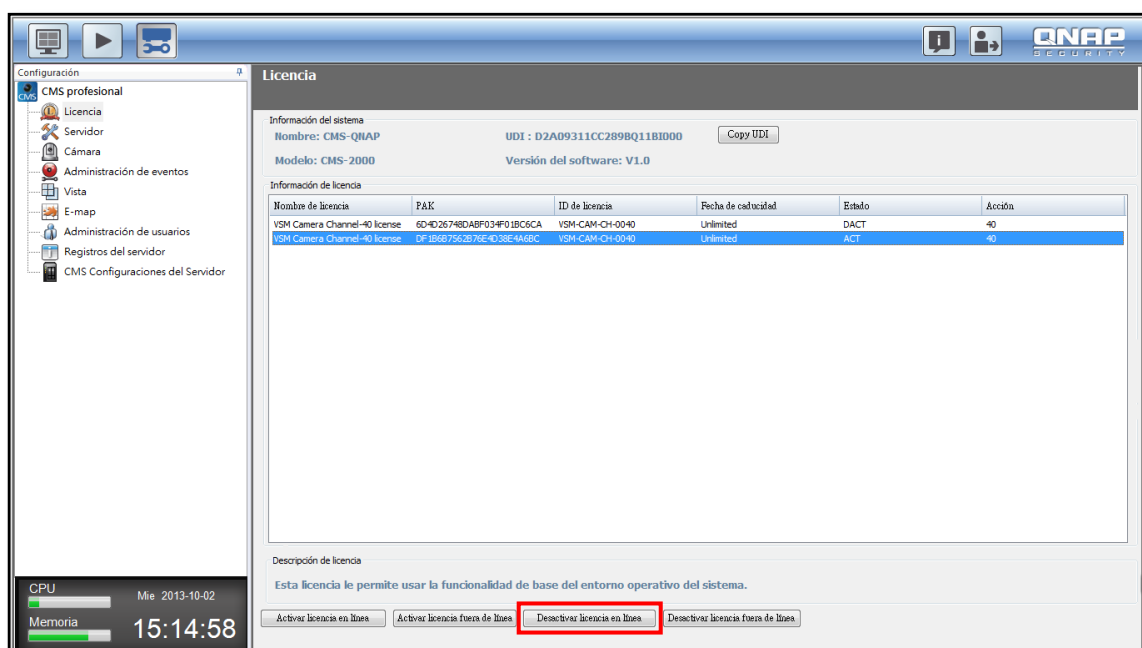 QNAP
SECURITY
Configuración
CMS profesional
Licencia
Servidor
Cámara
Administración de eventos
Vista
E-map
Administración de usuarios
Registros del servidor
CMS Configuraciones del Servidor
CPU
Mie 2013-10-02
Memoria
15:14:58
Licencia
Información del sistema
Nombre: CMS-QNAP UDI : D2A09311CC289BQ11BI000 Copy UDI
Modelo: CMS-2000 Versión del software: V1.0
Información de licencia
Nombre de licencia PAK ID de licencia Fecha de caducidad Estado Acción
VSM Camera Channel-40 license 6D4D26748DABF034F01BC6CA VSM-CAM-CH-0040 Unlimited DACT 40
VSM Camera Channel-40 license DF1B6B7562B76E4D38E4A6BC VSM-CAM-CH-0040 Unlimited ACT 40
Descripción de licencia
Esta licencia le permite usar la funcionalidad de base del entorno operativo del sistema.
Activar licencia en línea Activar licencia fuera de línea Desactivar licencia en línea Desactivar licencia fuera de línea